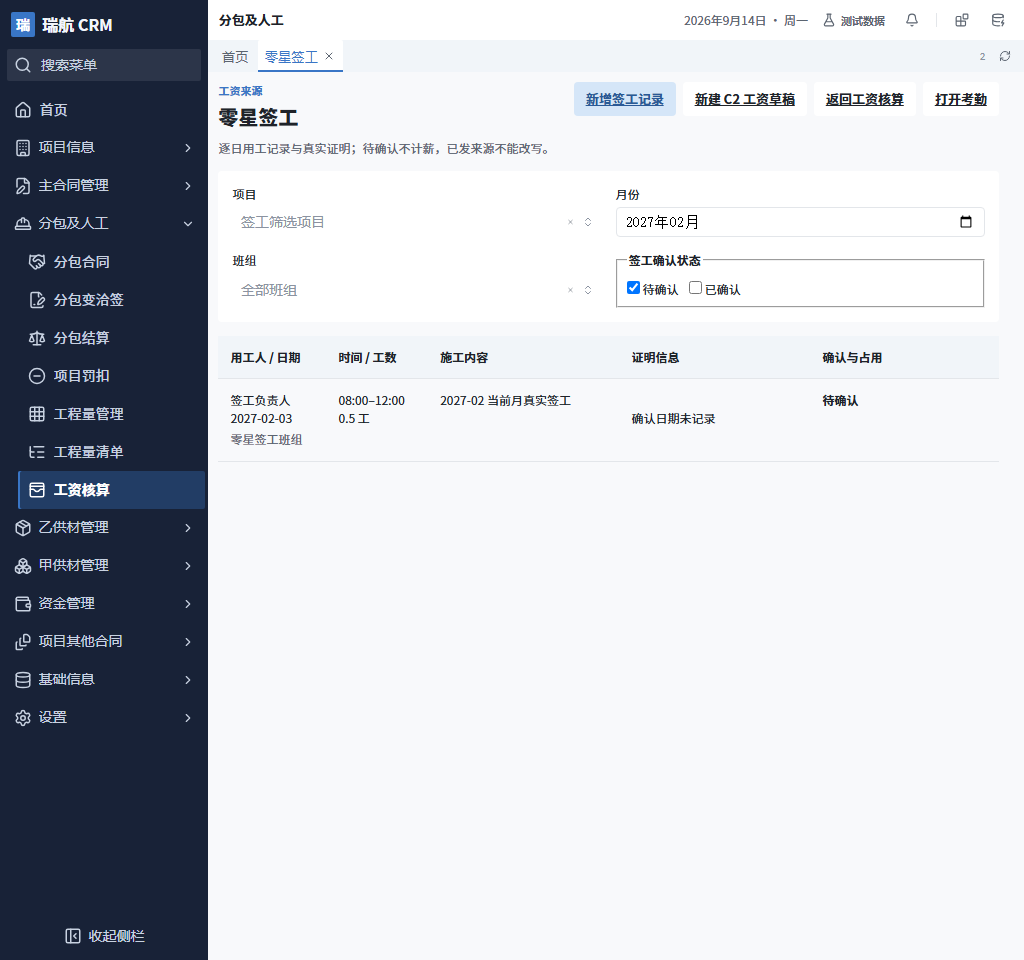 瑞 瑞航 CRM
搜索菜单
首页
项目信息
主合同管理
分包及人工
分包合同
分包变洽签
分包结算
项目罚扣
工程量管理
工程量清单
工资核算
乙供材管理
甲供材管理
资金管理
项目其他合同
基础信息
设置
收起侧栏
分包及人工
2026年9月14日 · 周一 测试数据
首页 零星签工 ×
2
工资来源
零星签工
新增签工记录 新建 C2 工资草稿 返回工资核算 打开考勤
逐日用工记录与真实证明；待确认不计薪，已发来源不能改写。
项目
签工筛选项目 ×
月份
2027年02月
班组
全部班组 ×
签工确认状态
待确认 已确认
用工人 / 日期 时间 / 工数 施工内容 证明信息 确认与占用
签工负责人 08:00–12:00 2027-02 当前月真实签工 待确认
2027-02-03 0.5 工 确认日期未记录
零星签工班组